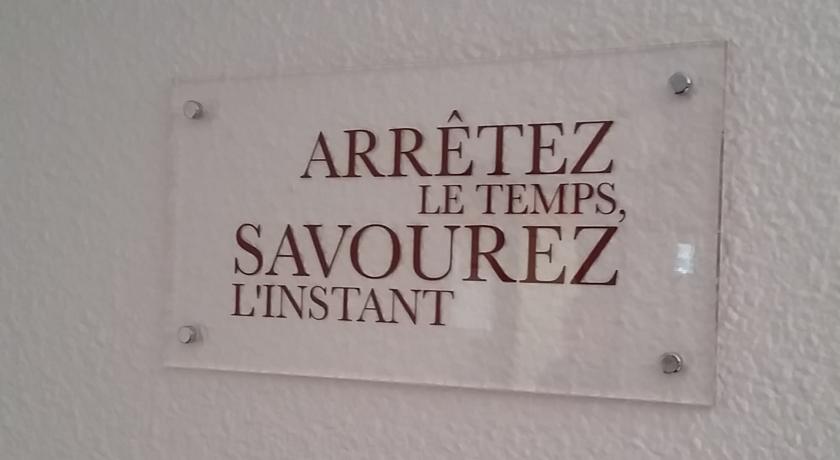 ARRÊTEZ
LE TEMPS,
SAVOUREZ
L'INSTANT